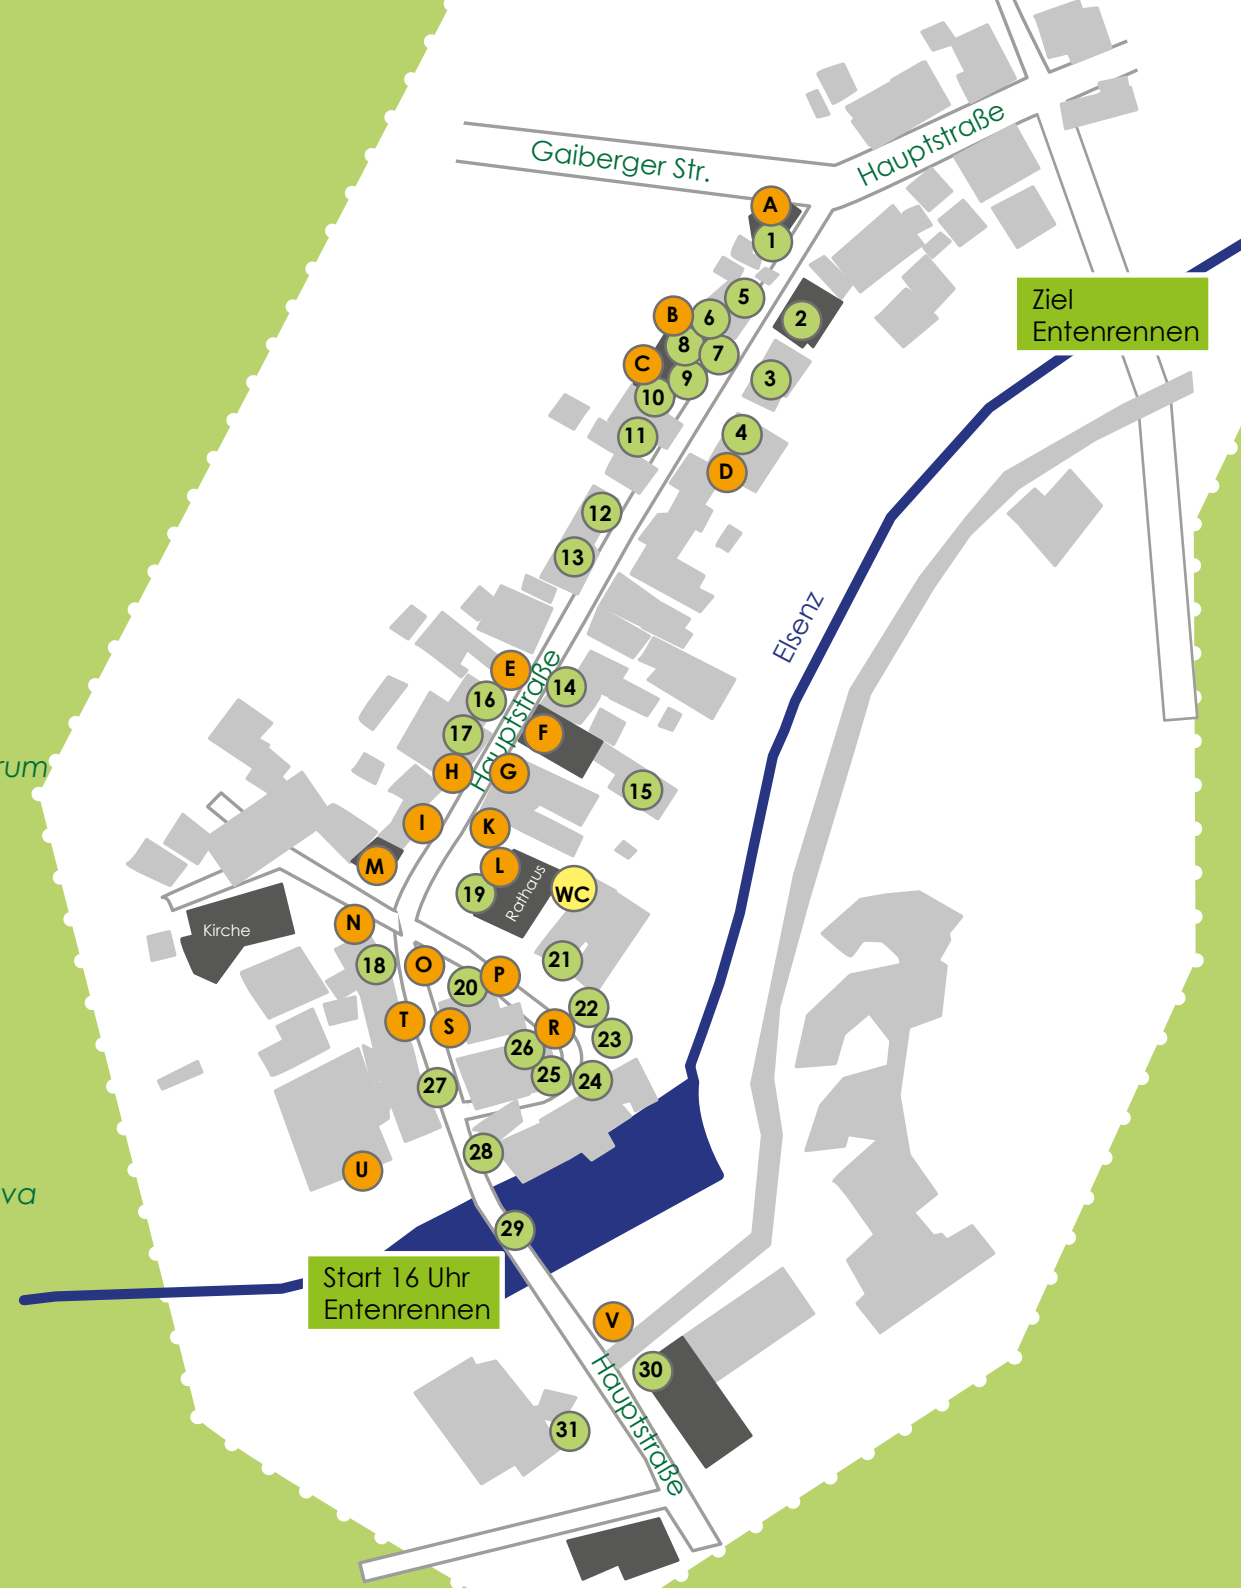 Hauptstraße
Gaiberger Str.
A
1
Ziel
Entenrennen
5
B
6
2
8
7
C
9
3
10
11
4
D
12
13
Elsenz
E
Hauptstraße
14
16
17
F
rum
H
G
15
I
K
M
L
Rathaus
WC
19
Kirche
N
18
O
21
P
20
22
T
S
R
23
26
25
24
27
28
U
va
29
Start 16 Uhr
Entenrennen
V
30
Hauptstraße
31